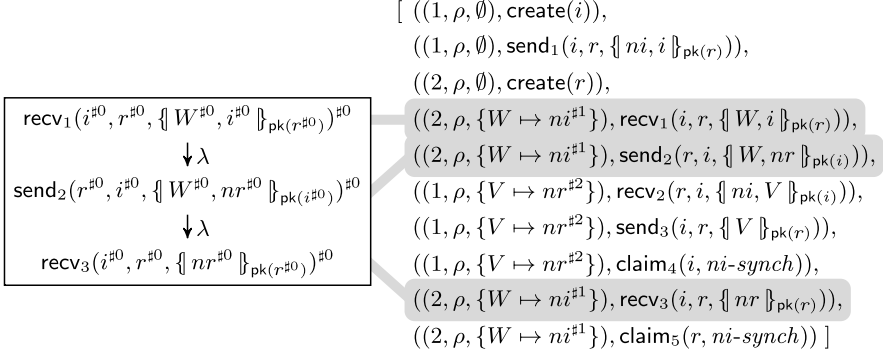 recv₁(i^♯0, r^♯0, {| W^♯0, i^♯0 |}_pk(r^♯0))^♯0
λ
send₂(r^♯0, i^♯0, {| W^♯0, nr^♯0 |}_pk(i^♯0))^♯0
λ
recv₃(i^♯0, r^♯0, {| nr^♯0 |}_pk(r^♯0))^♯0
[ ((1, ρ, ∅), create(i)),
((1, ρ, ∅), send₁(i, r, {| ni, i |}_pk(r))),
((2, ρ, ∅), create(r)),
((2, ρ, {W ↦ ni^♯1}), recv₁(i, r, {| W, i |}_pk(r))),
((2, ρ, {W ↦ ni^♯1}), send₂(r, i, {| W, nr |}_pk(i))),
((1, ρ, {V ↦ nr^♯2}), recv₂(r, i, {| ni, V |}_pk(i))),
((1, ρ, {V ↦ nr^♯2}), send₃(i, r, {| V |}_pk(r))),
((1, ρ, {V ↦ nr^♯2}), claim₄(i, ni-synch)),
((2, ρ, {W ↦ ni^♯1}), recv₃(i, r, {| nr |}_pk(r))),
((2, ρ, {W ↦ ni^♯1}), claim₅(r, ni-synch)) ]